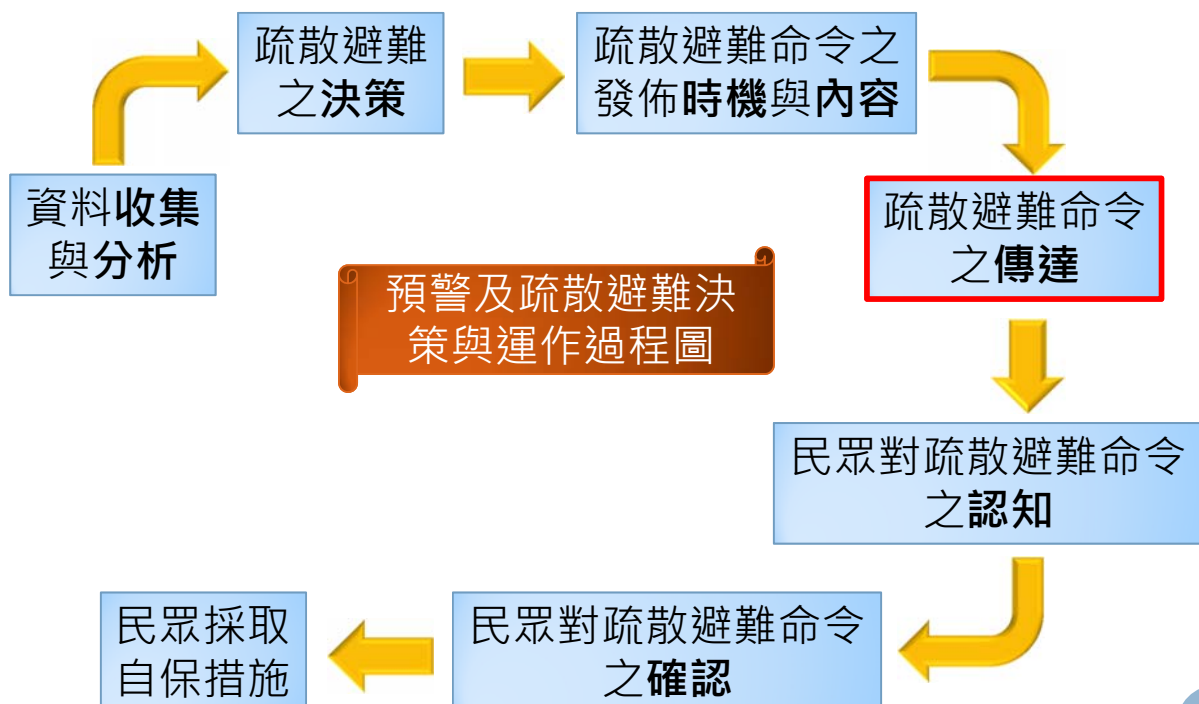 疏散避難
之決策
疏散避難命令之
發佈時機與內容
資料收集
與分析
疏散避難命令
之傳達
預警及疏散避難決
策與運作過程圖
民眾對疏散避難命令
之認知
民眾對疏散避難命令
之確認
民眾採取
自保措施